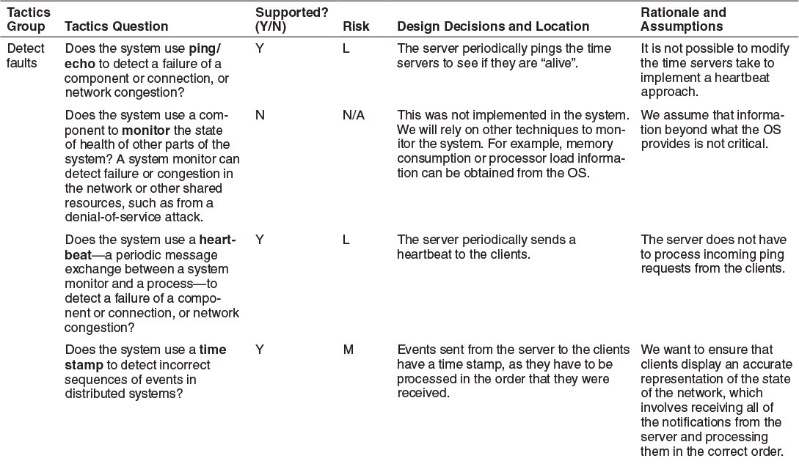 Tactics Group
Tactics Question
Supported? (Y/N)
Risk
Design Decisions and Location
Rationale and Assumptions
Detect
faults
Does the system use ping/
echo to detect a failure of a
component or connection, or
network congestion?
Y
L
The server periodically pings the time
servers to see if they are “alive”.
It is not possible to modify
the time servers take to
implement a heartbeat
approach.
Does the system use a com-
ponent to monitor the state
of health of other parts of
the system? A system monitor can
detect failure or congestion in
the network or other shared
resources, such as from a
denial-of-service attack.
N
N/A
This was not implemented in the system.
We will rely on other techniques to mon-
itor the system. For example, memory
consumption or processor load informa-
tion can be obtained from the OS.
We assume that informa-
tion beyond what the OS
provides is not critical.
Does the system use a heart-
beat—a periodic message
exchange between a system
monitor and a process—to
detect a failure of a compo-
nent or connection, or network
congestion?
Y
L
The server periodically sends a
heartbeat to the clients.
The server does not have
to process incoming ping
requests from the clients.
Does the system use a time
stamp to detect incorrect
sequences of events in
distributed systems?
Y
M
Events sent from the server to the clients
have a time stamp, as they have to be
processed in the order that they were
received.
We want to ensure that
clients display an accurate
representation of the state
of the network, which
involves receiving all of
the notifications from the
server and processing
them in the correct order.